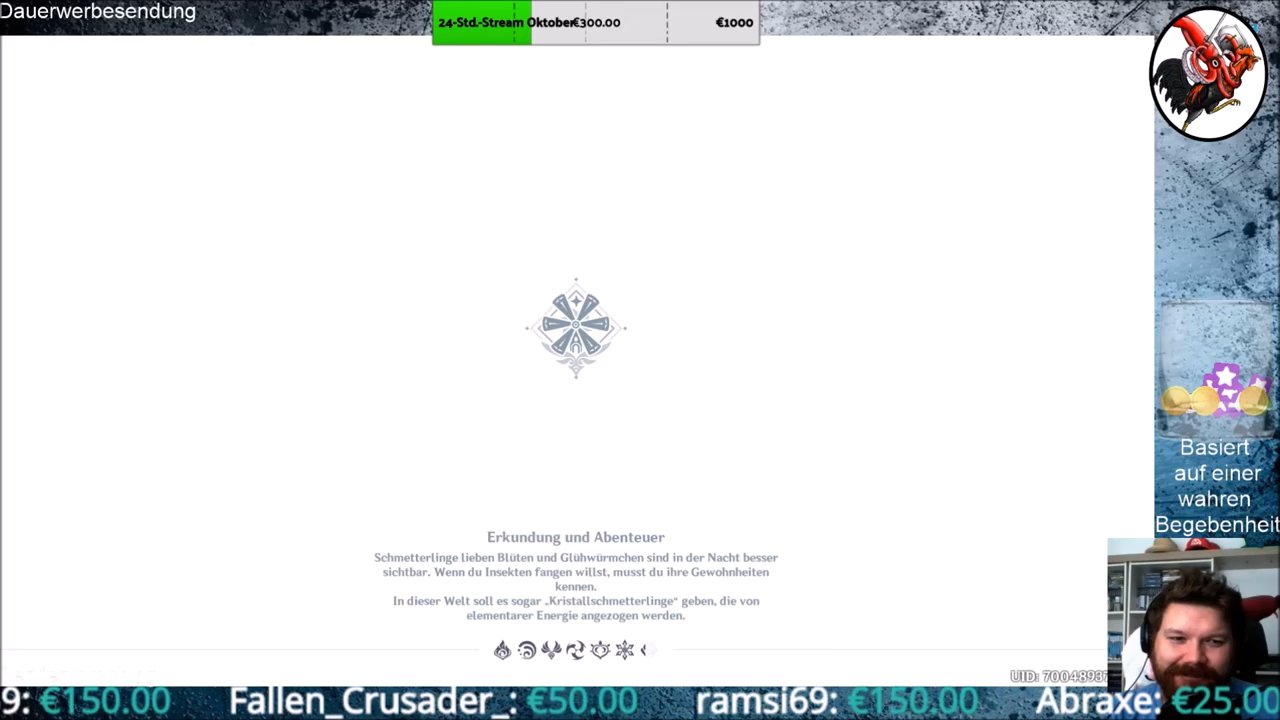 Dauerwerbesendung
24-Std.-Stream Oktober €300.00 €1000
Basiert
auf einer
wahren
Begebenheit
Erkundung und Abenteuer
Schmetterlinge lieben Blüten und Glühwürmchen sind in der Nacht besser
sichtbar. Wenn du Insekten fangen willst, musst du ihre Gewohnheiten
kennen.
In dieser Welt soll es sogar „Kristallschmetterlinge“ geben, die von
elementarer Energie angezogen werden.
UID: 7004893
9: €150.00 Fallen_Crusader_: €50.00 ramsi69: €150.00 Abraxe: €25.00